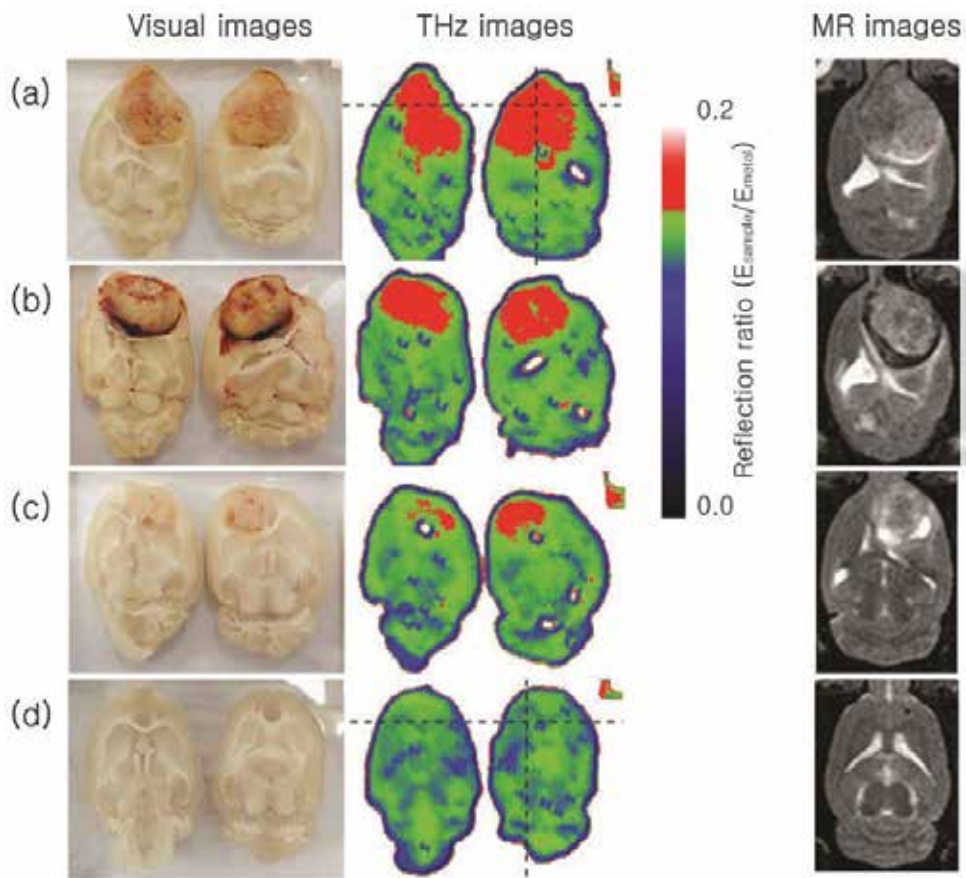 Visual images
THz images
MR images
(a)
(b)
(c)
(d)
0.2
Reflection ratio (Esample/Emetal)
0.0